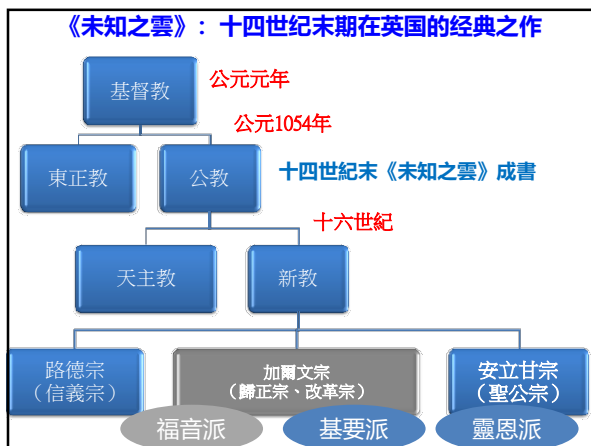 《未知之雲》：十四世纪末期在英国的经典之作
基督教
公元元年
公元1054年
東正教
公教
十四世紀末《未知之雲》成書
十六世紀
天主教
新教
路德宗
（信義宗）
加爾文宗
（歸正宗、改革宗）
安立甘宗
（聖公宗）
福音派
基要派
靈恩派